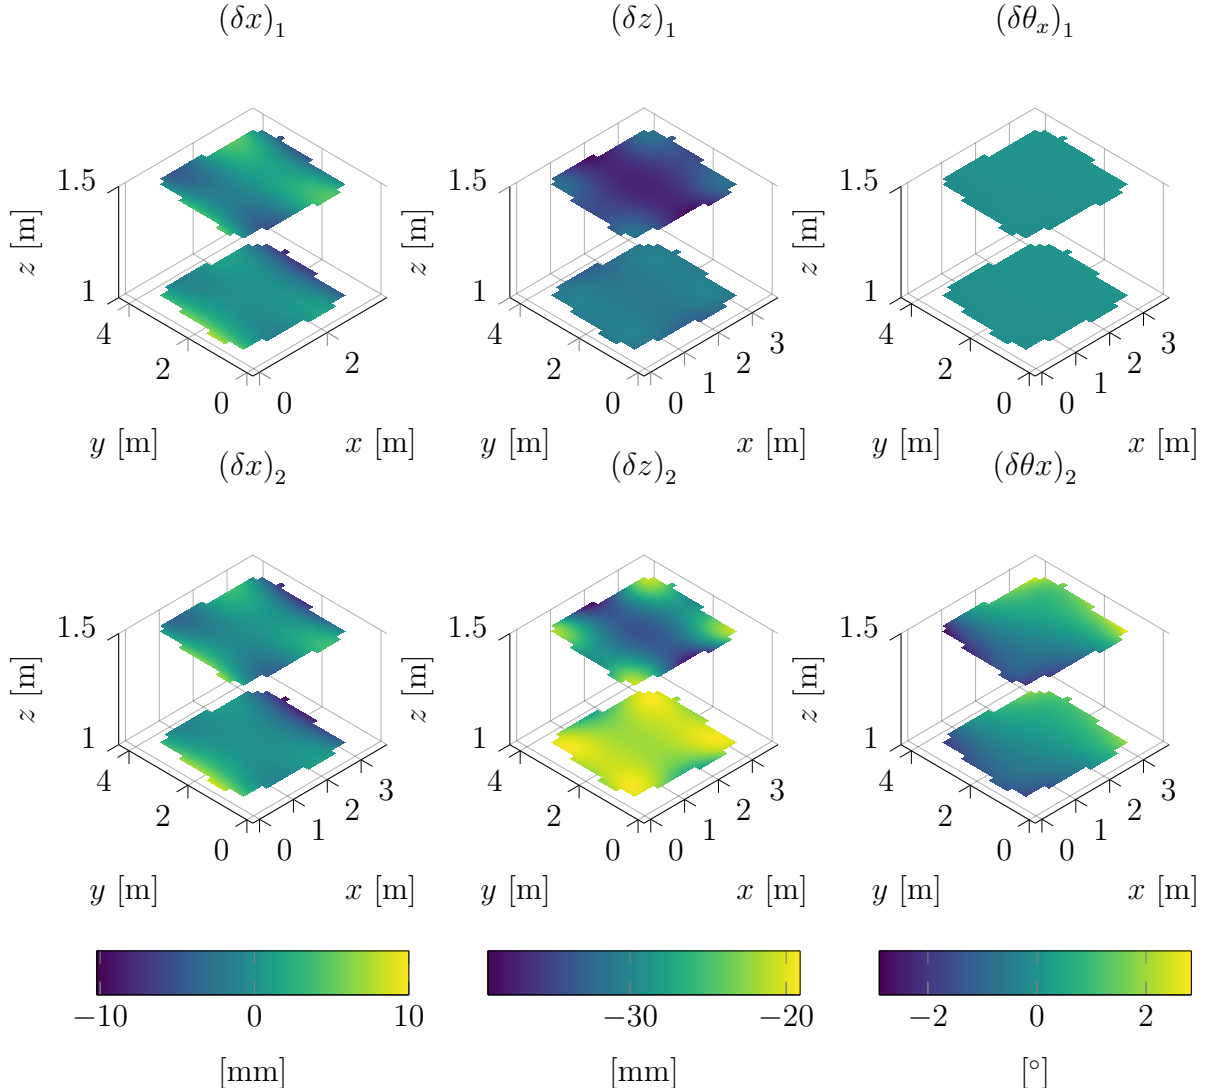 (δx)₁ (δz)₁ (δθₓ)₁
1.5 1.5 1.5
z [m] z [m] z [m]
1 1 1
4 2 0 0 2
4 2 0 0 1 2 3
4 2 0 0 1 2 3
y [m] x [m] y [m] x [m] y [m] x [m]
(δx)₂ (δz)₂ (δθx)₂
1.5 1.5 1.5
z [m] z [m] z [m]
1 1 1
4 2 0 0 1 2 3
4 2 0 0 1 2 3
4 2 0 0 1 2 3
y [m] x [m] y [m] x [m] y [m] x [m]
−10 0 10 −30 −20 −2 0 2
[mm] [mm] [°]